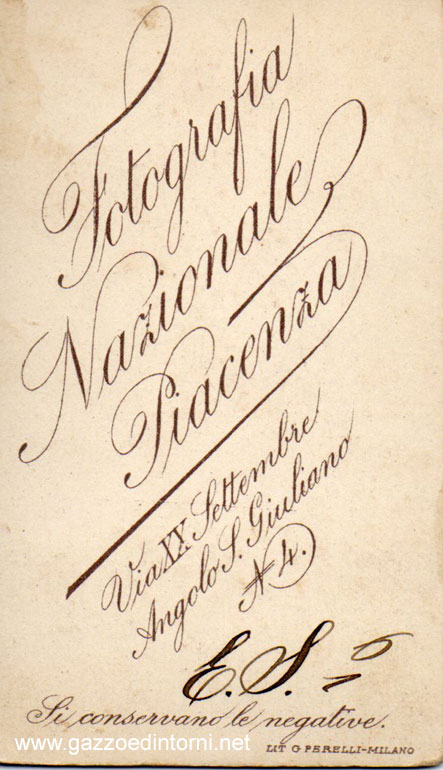 Fotografia
Nazionale
Piacenza
Via XX Settembre
Angolo S. Giuliano
N 4.
E. S.
Si conservano le negative.
www.gazzoedintorni.net
LIT G PERELLI-MILANO